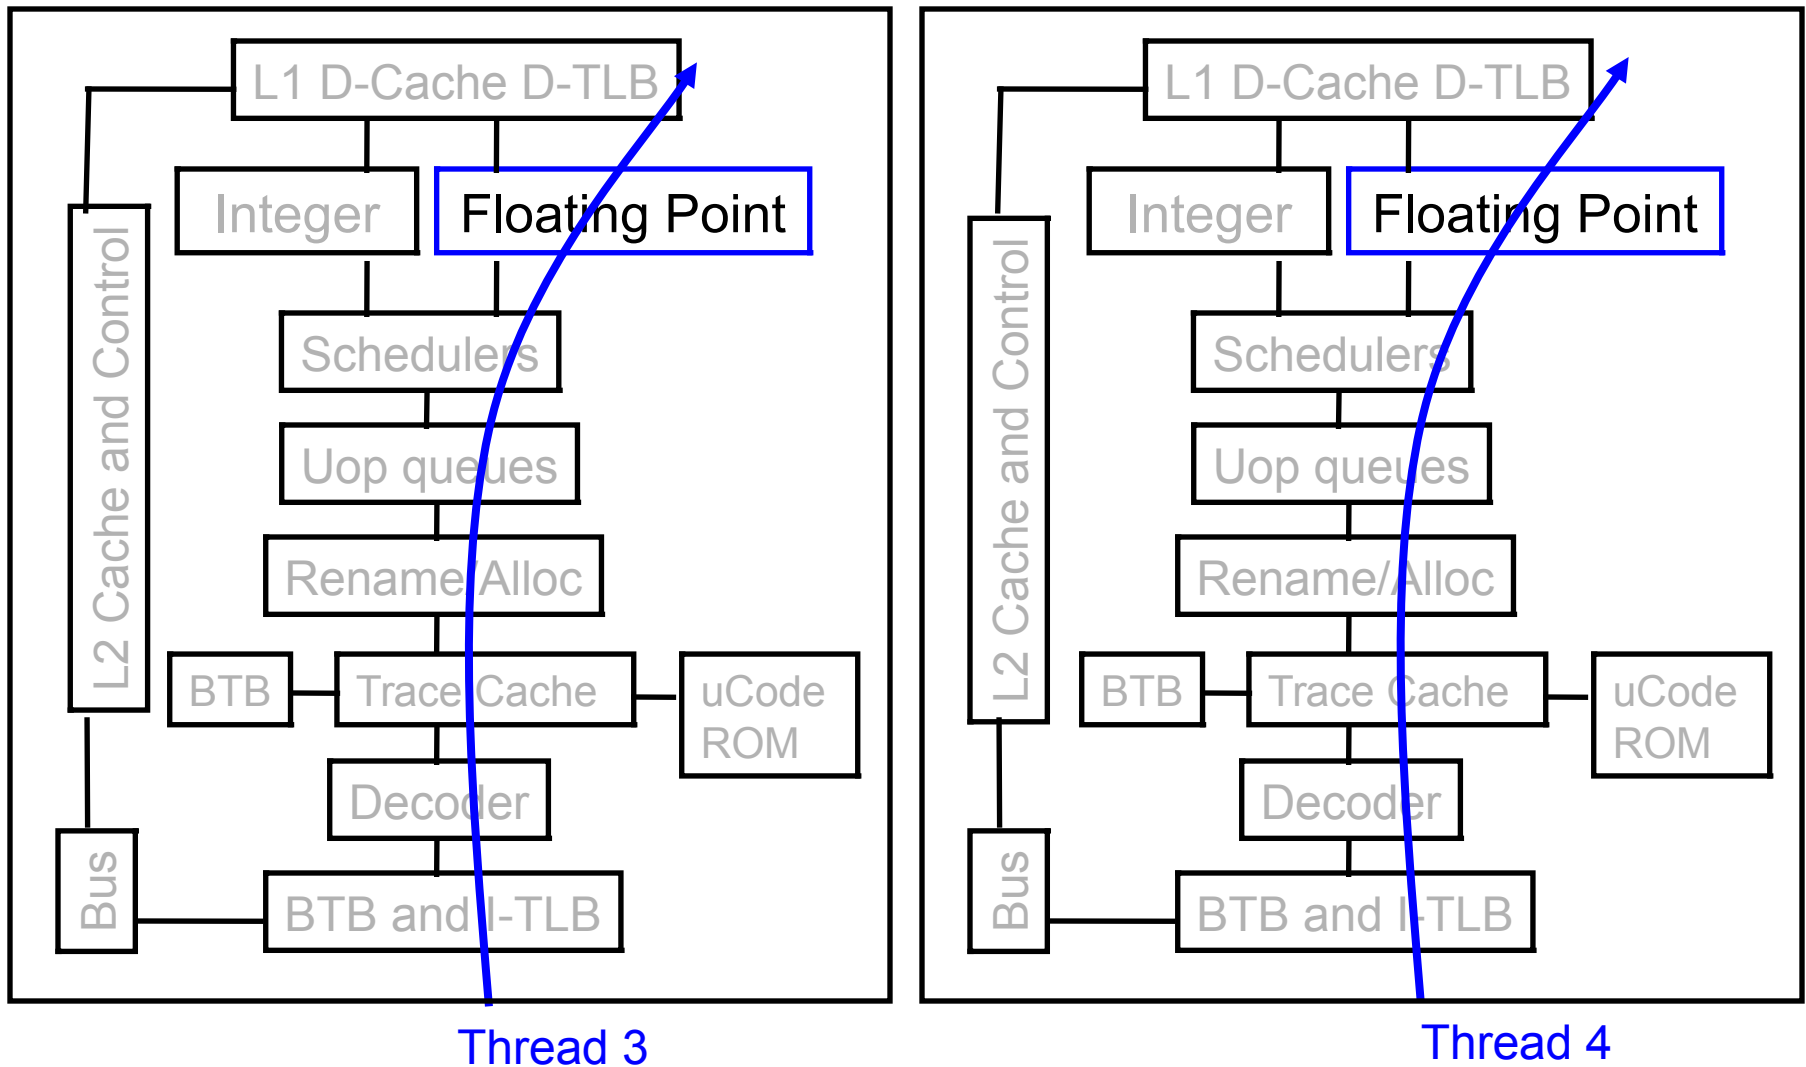 L1 D-Cache D-TLB
Integer
Floating Point
L2 Cache and Control
Schedulers
Uop queues
Rename/Alloc
BTB
Trace Cache
uCode
ROM
Decoder
Bus
BTB and I-TLB
Thread 3
L1 D-Cache D-TLB
Integer
Floating Point
L2 Cache and Control
Schedulers
Uop queues
Rename/Alloc
BTB
Trace Cache
uCode
ROM
Decoder
Bus
BTB and I-TLB
Thread 4